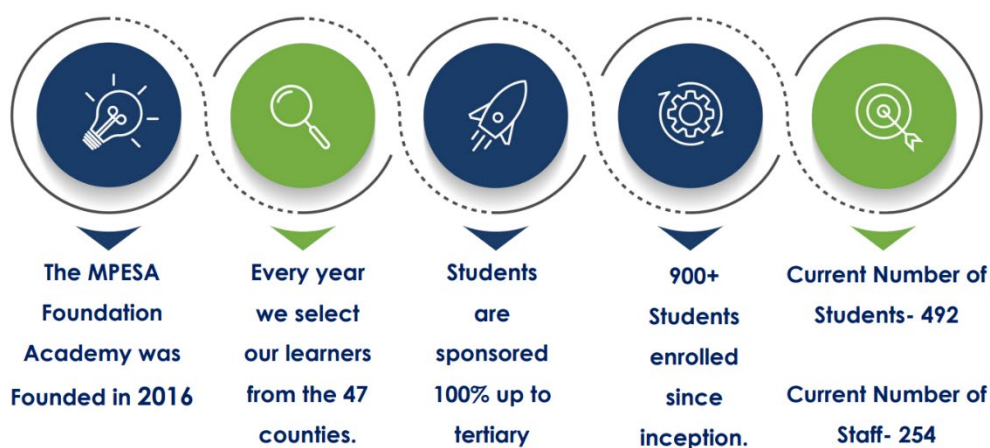 The MPESA
Foundation
Academy was
Founded in 2016
Every year
we select
our learners
from the 47
counties.
Students
are
sponsored
100% up to
tertiary
900+
Students
enrolled
since
inception.
Current Number of
Students- 492
Current Number of
Staff- 254